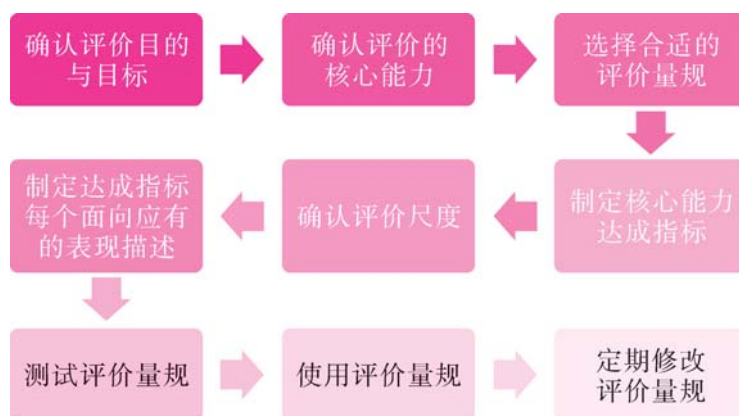 确认评价目的
与目标
确认评价的
核心能力
选择合适的
评价量规
制定核心能力
达成指标
确认评价尺度
制定达成指标
每个面向应有
的表现描述
测试评价量规
使用评价量规
定期修改
评价量规